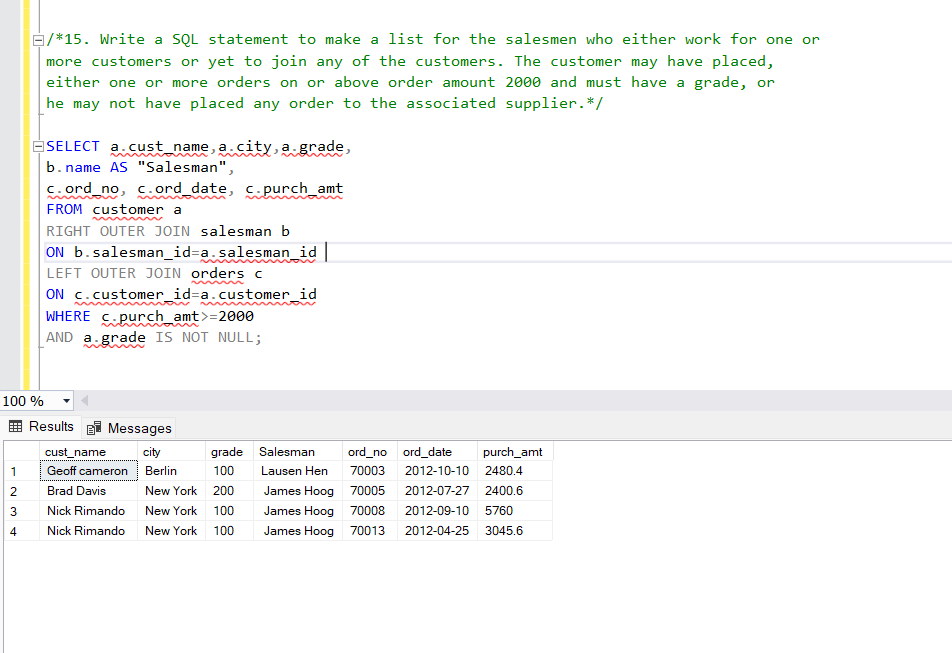 /*15. Write a SQL statement to make a list for the salesmen who either work for one or
more customers or yet to join any of the customers. The customer may have placed,
either one or more orders on or above order amount 2000 and must have a grade, or
he may not have placed any order to the associated supplier.*/
SELECT a.cust_name,a.city,a.grade,
b.name AS "Salesman",
c.ord_no, c.ord_date, c.purch_amt
FROM customer a
RIGHT OUTER JOIN salesman b
ON b.salesman_id=a.salesman_id
LEFT OUTER JOIN orders c
ON c.customer_id=a.customer_id
WHERE c.purch_amt>=2000
AND a.grade IS NOT NULL;
100 %
Results Messages
cust_name city grade Salesman ord_no ord_date purch_amt
1 Geoff cameron Berlin 100 Lausen Hen 70003 2012-10-10 2480.4
2 Brad Davis New York 200 James Hoog 70005 2012-07-27 2400.6
3 Nick Rimando New York 100 James Hoog 70008 2012-09-10 5760
4 Nick Rimando New York 100 James Hoog 70013 2012-04-25 3045.6